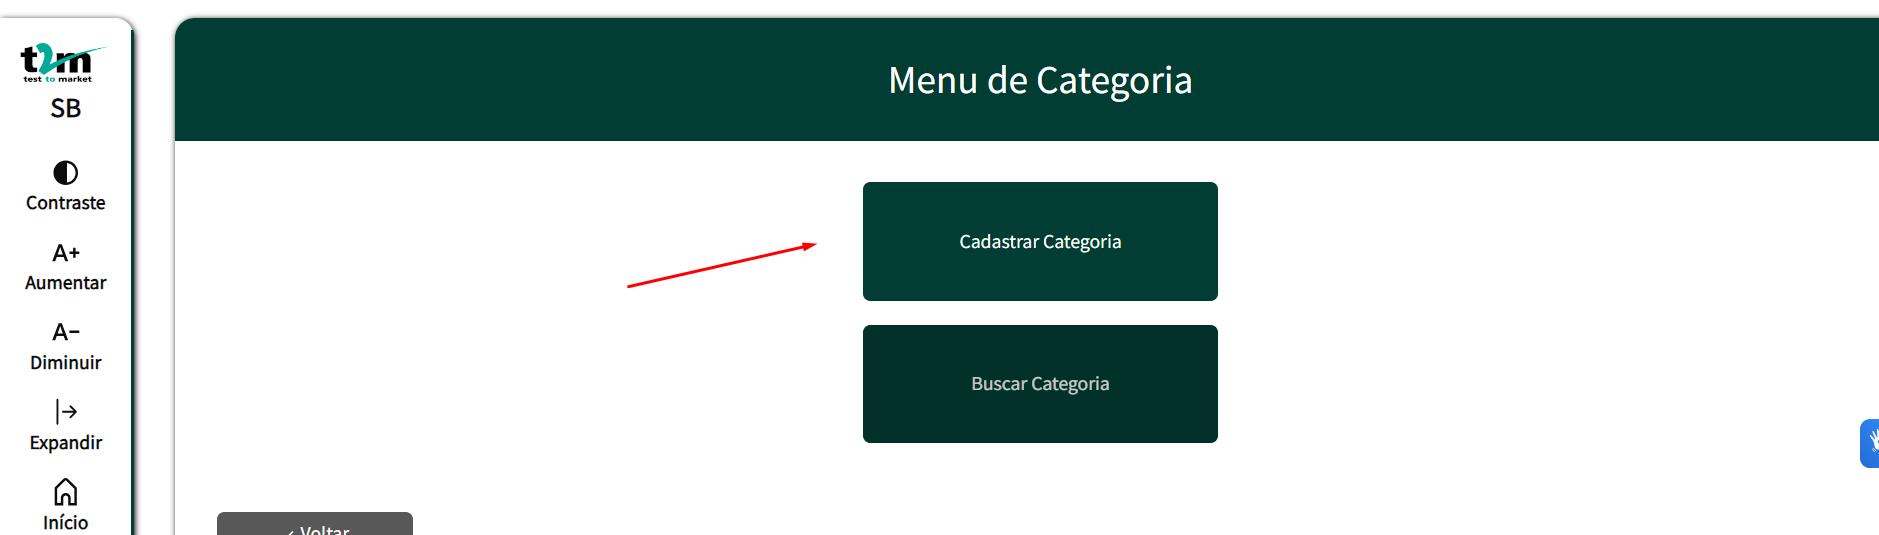 t2m
test to market
SB
Contraste
A+
Aumentar
A-
Diminuir
Expandir
Início
Menu de Categoria
Cadastrar Categoria
Buscar Categoria
‹ Voltar